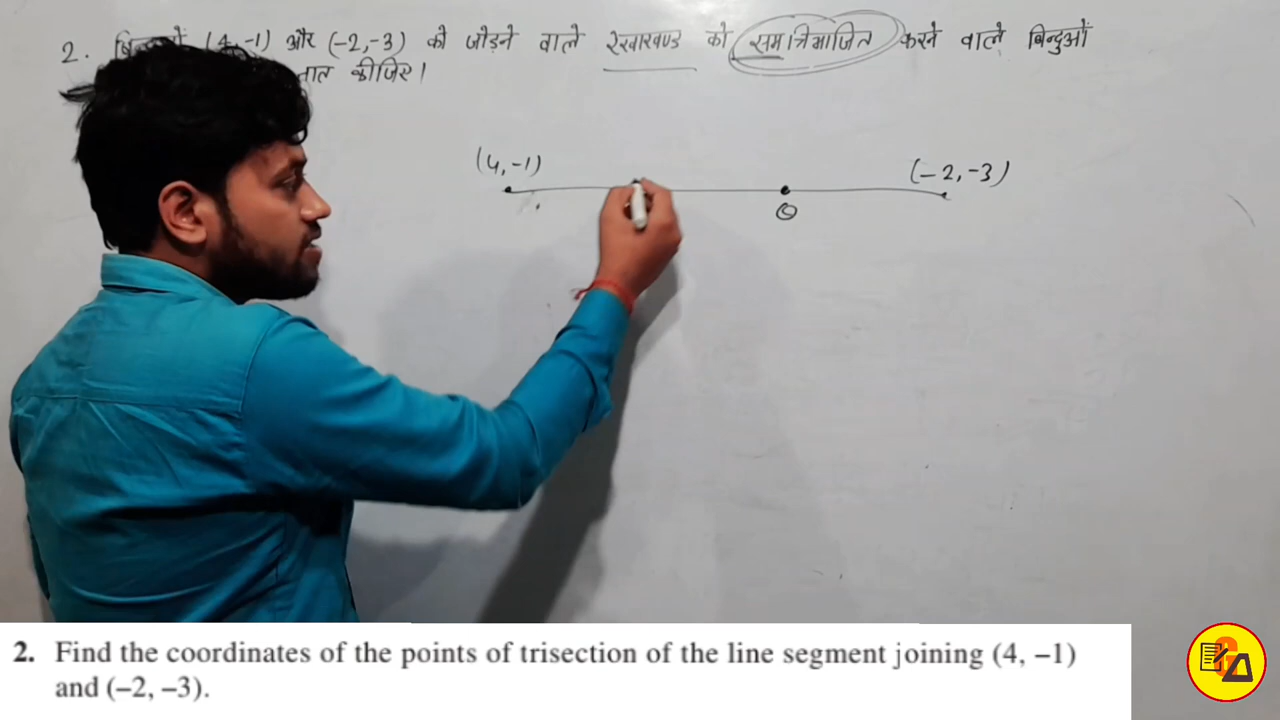 2. (4,-1) और (-2,-3) को जोड़ने वाले रेखाखण्ड को समत्रिभाजित करने वाले बिन्दुओं
कीजिए।
(4,-1) (-2,-3)
2. Find the coordinates of the points of trisection of the line segment joining (4, −1)
and (−2, −3).